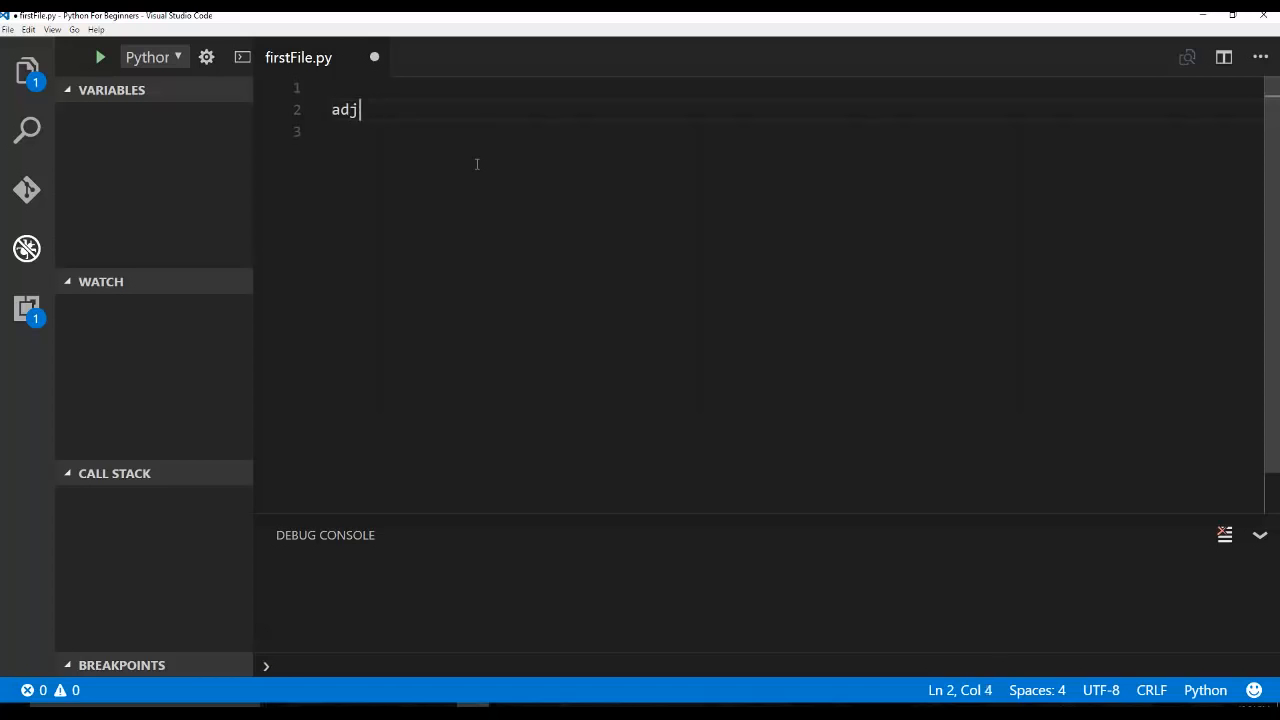 ● firstFile.py - Python For Beginners - Visual Studio Code
File Edit View Go Help
Python ▼ firstFile.py
VARIABLES
1
2 adj
3
1
WATCH
1
CALL STACK
DEBUG CONSOLE
BREAKPOINTS
0 0 Ln 2, Col 4 Spaces: 4 UTF-8 CRLF Python